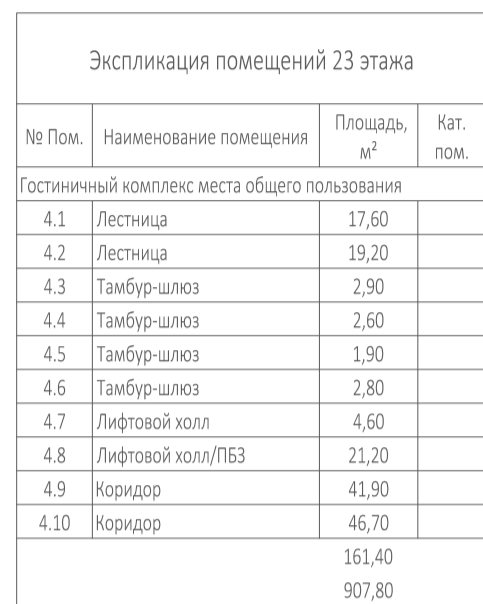 Экспликация помещений 23 этажа
№ Пом. Наименование помещения Площадь, м² Кат. пом.
Гостиничный комплекс места общего пользования
4.1 Лестница 17,60
4.2 Лестница 19,20
4.3 Тамбур-шлюз 2,90
4.4 Тамбур-шлюз 2,60
4.5 Тамбур-шлюз 1,90
4.6 Тамбур-шлюз 2,80
4.7 Лифтовой холл 4,60
4.8 Лифтовой холл/ПБЗ 21,20
4.9 Коридор 41,90
4.10 Коридор 46,70
161,40
907,80